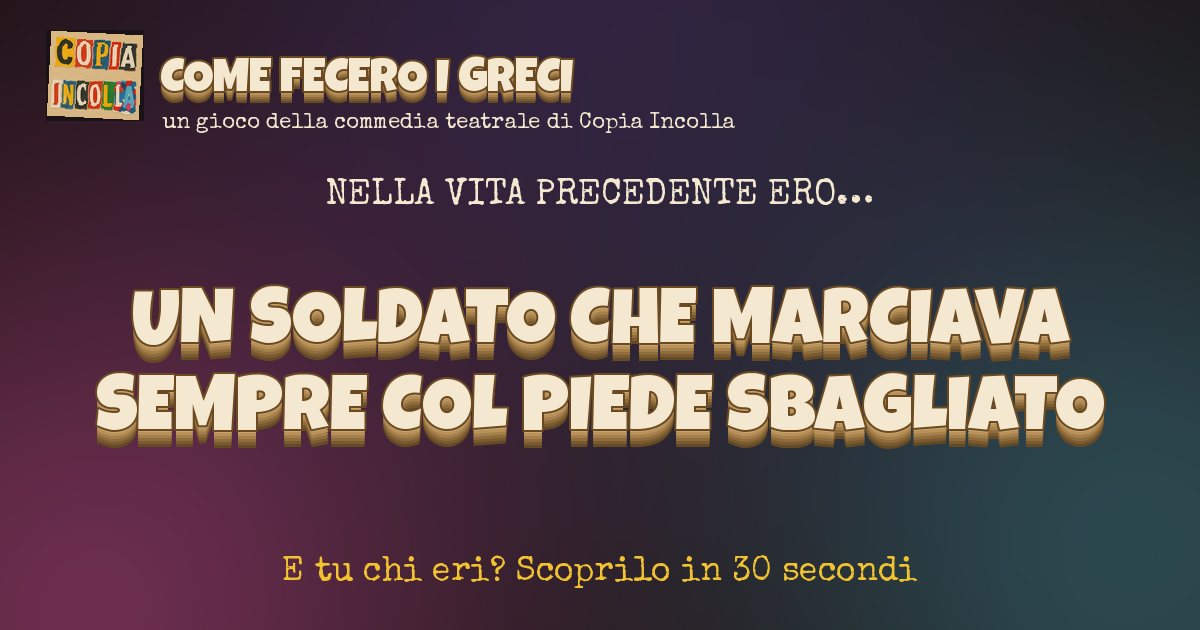 COPIA
INCOLLA
COME FECERO I GRECI
un gioco della commedia teatrale di Copia Incolla
NELLA VITA PRECEDENTE ERO...
UN SOLDATO CHE MARCIAVA
SEMPRE COL PIEDE SBAGLIATO
E tu chi eri? Scoprilo in 30 secondi